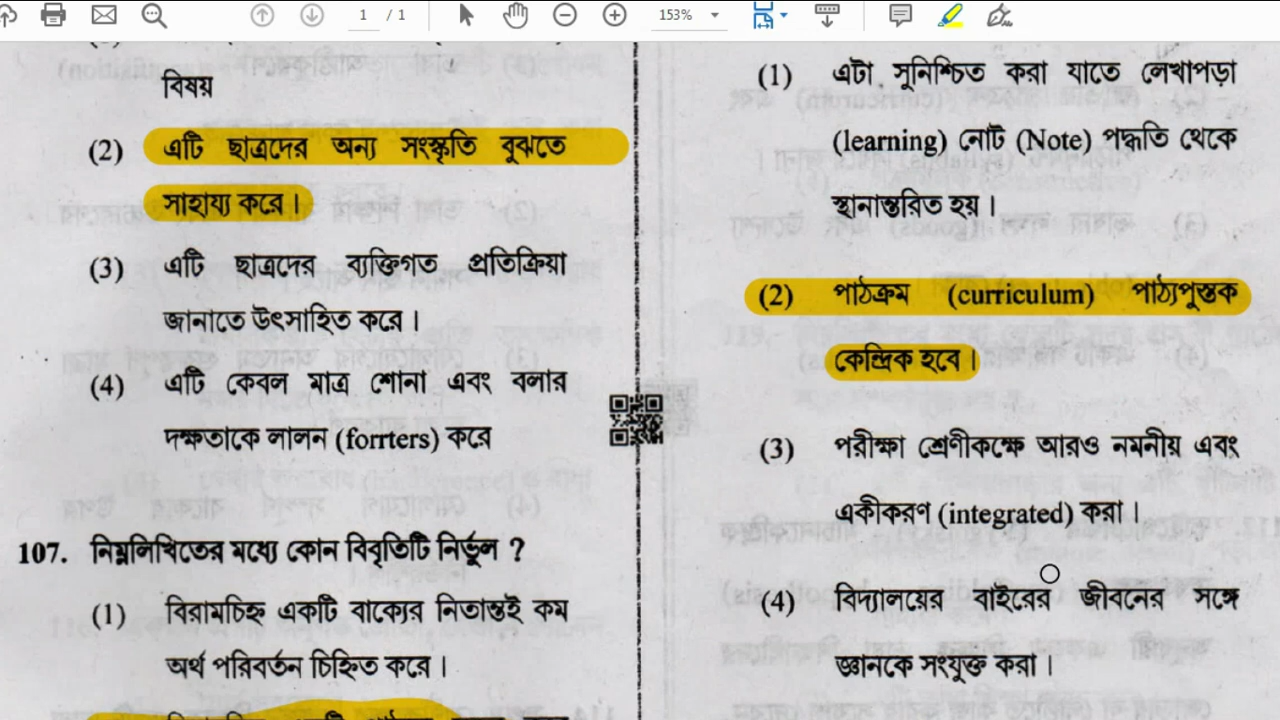 1 / 1
153%
বিষয়
(2) এটি ছাত্রদের অন্য সংস্কৃতি বুঝতে
সাহায্য করে।
(3) এটি ছাত্রদের ব্যক্তিগত প্রতিক্রিয়া
জানাতে উৎসাহিত করে।
(4) এটি কেবল মাত্র শোনা এবং বলার
দক্ষতাকে লালন (forrters) করে
107. নিম্নলিখিতের মধ্যে কোন বিবৃতিটি নির্ভুল ?
(1) বিরামচিহ্ন একটি বাক্যের নিতান্তই কম
অর্থ পরিবর্তন চিহ্নিত করে।
(1) এটা সুনিশ্চিত করা যাতে লেখাপড়া
(learning) নোট (Note) পদ্ধতি থেকে
স্থানান্তরিত হয়।
(2) পাঠক্রম (curriculum) পাঠ্যপুস্তক
কেন্দ্রিক হবে।
(3) পরীক্ষা শ্রেণীকক্ষে আরও নমনীয় এবং
একীকরণ (integrated) করা।
(4) বিদ্যালয়ের বাইরের জীবনের সঙ্গে
জ্ঞানকে সংযুক্ত করা।